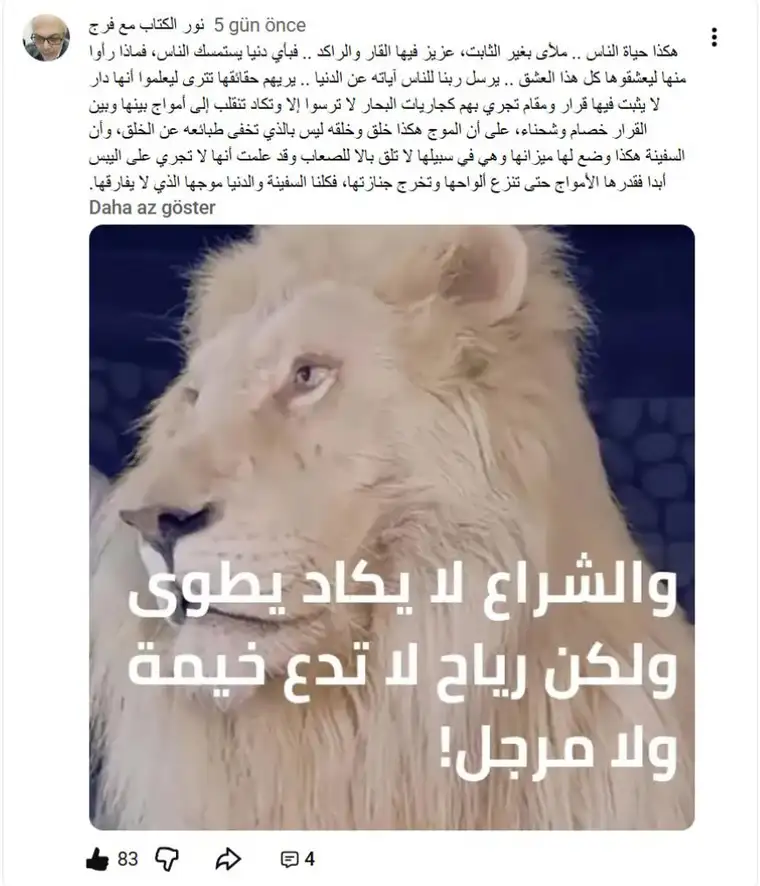 نور الكتاب مع فرج 5 gün önce
هكذا حياة الناس .. ملأى بغير الثابت، عزيز فيها القار والراكد .. فبأي دنيا يستمسك الناس، فماذا رأوا
منها ليعشقوها كل هذا العشق .. يرسل ربنا للناس آياته عن الدنيا .. يريهم حقائقها تترى ليعلموا أنها دار
لا يثبت فيها قرار ومقام تجري بهم كجاريات البحار لا ترسوا إلا وتكاد تنقلب إلى أمواج بينها وبين
القرار خصام وشحناء، على أن الموج هكذا خلق وخلقه ليس بالذي تخفى طبائعه عن الخلق، وأن
السفينة هكذا وضع لها ميزانها وهي في سبيلها لا تلق بالا للصعاب وقد علمت أنها لا تجري على اليبس
أبدا فقدرها الأمواج حتى تنزع ألواحها وتخرج جنازتها، فكلنا السفينة والدنيا موجها الذي لا يفارقها.
Daha az göster
والشراع لا يكاد يطوى
ولكن رياح لا تدع خيمة
ولا مرجل!
83 4